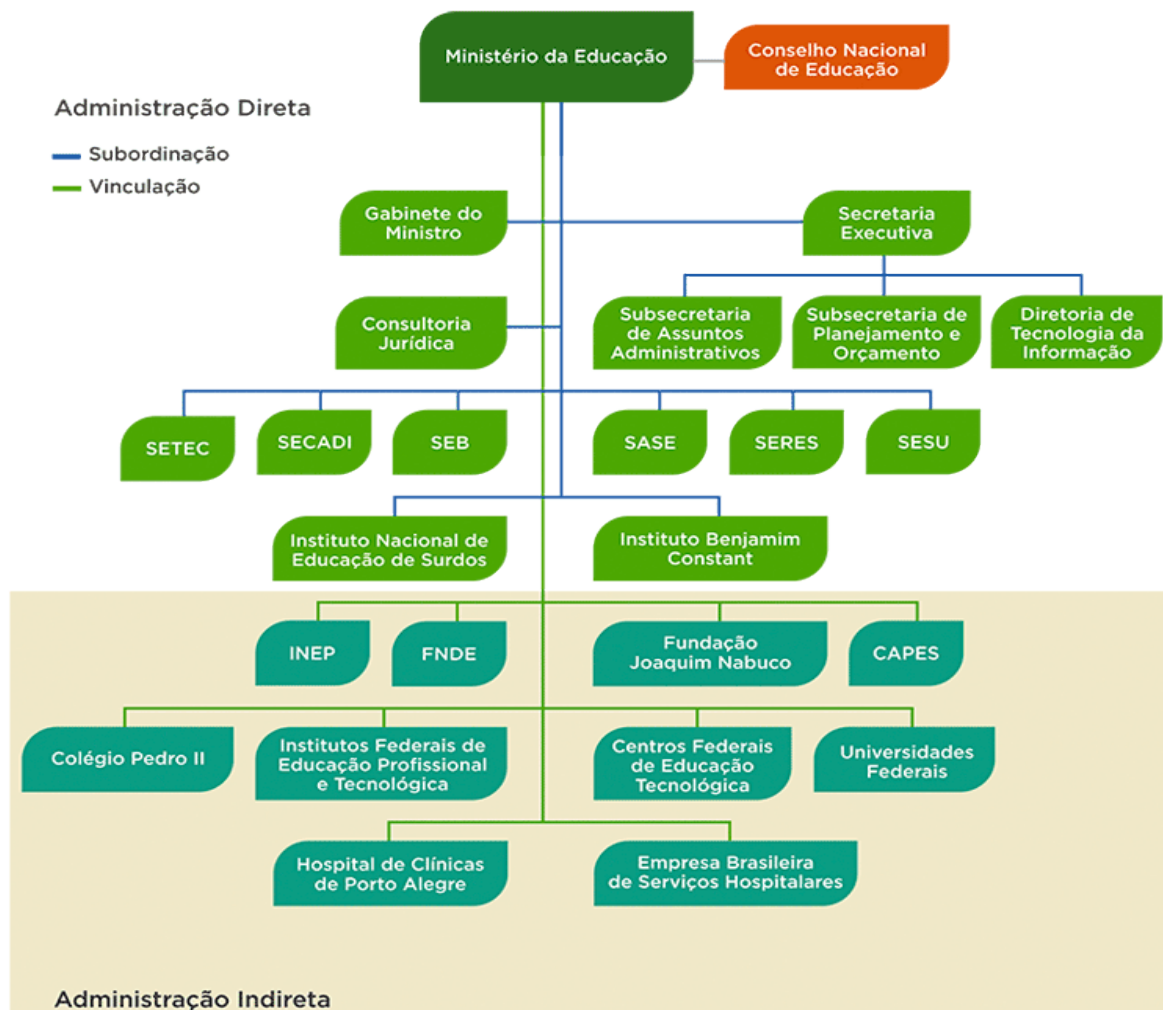 Ministério da Educação
Conselho Nacional
de Educação
Administração Direta
Subordinação
Vinculação
Gabinete do
Ministro
Secretaria
Executiva
Consultoria
Jurídica
Subsecretaria
de Assuntos
Administrativos
Subsecretaria de
Planejamento e
Orçamento
Diretoria de
Tecnologia da
Informação
SETEC
SECADI
SEB
SASE
SERES
SESU
Instituto Nacional de
Educação de Surdos
Instituto Benjamim
Constant
INEP
FNDE
Fundação
Joaquim Nabuco
CAPES
Colégio Pedro II
Institutos Federais de
Educação Profissional
e Tecnológica
Centros Federais
de Educação
Tecnológica
Universidades
Federais
Hospital de Clínicas
de Porto Alegre
Empresa Brasileira
de Serviços Hospitalares
Administração Indireta